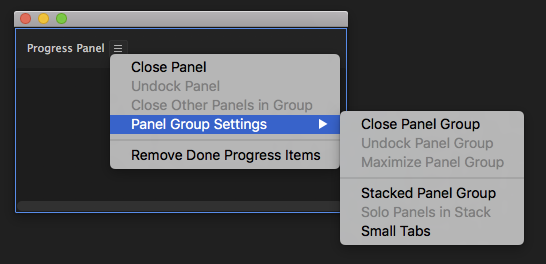 Progress Panel
Close Panel
Undock Panel
Close Other Panels in Group
Panel Group Settings
Remove Done Progress Items
Close Panel Group
Undock Panel Group
Maximize Panel Group
Stacked Panel Group
Solo Panels in Stack
Small Tabs